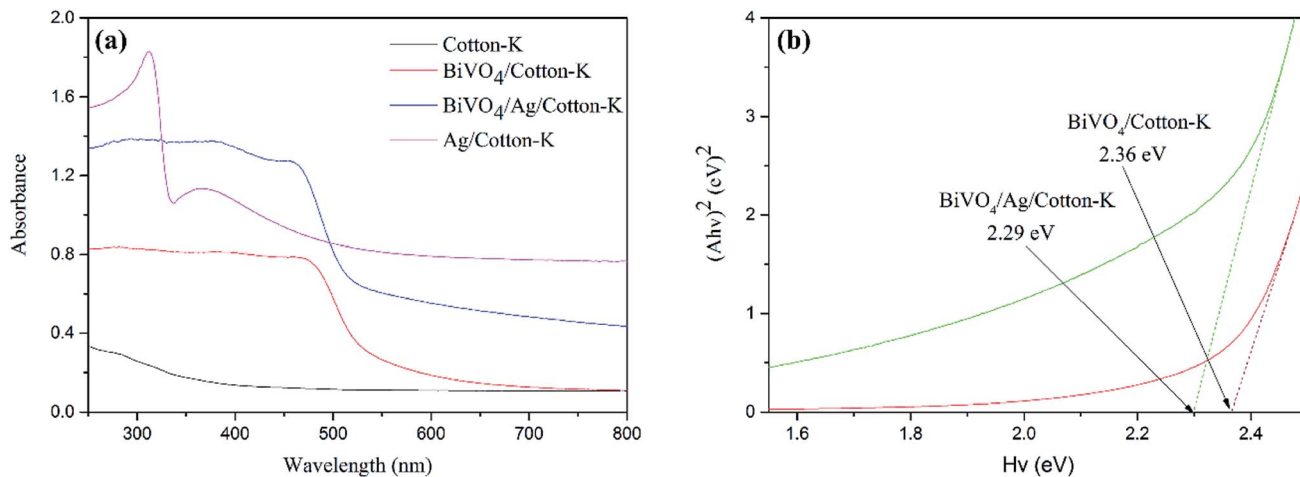 (a)
Cotton-K
BiVO4/Cotton-K
BiVO4/Ag/Cotton-K
Ag/Cotton-K
2.0
1.6
1.2
0.8
0.4
0.0
Absorbance
300 400 500 600 700 800
Wavelength (nm)
(b)
BiVO4/Cotton-K
2.36 eV
BiVO4/Ag/Cotton-K
2.29 eV
4
3
2
1
0
(Ahν)² (eV)²
1.6 1.8 2.0 2.2 2.4
Hv (eV)